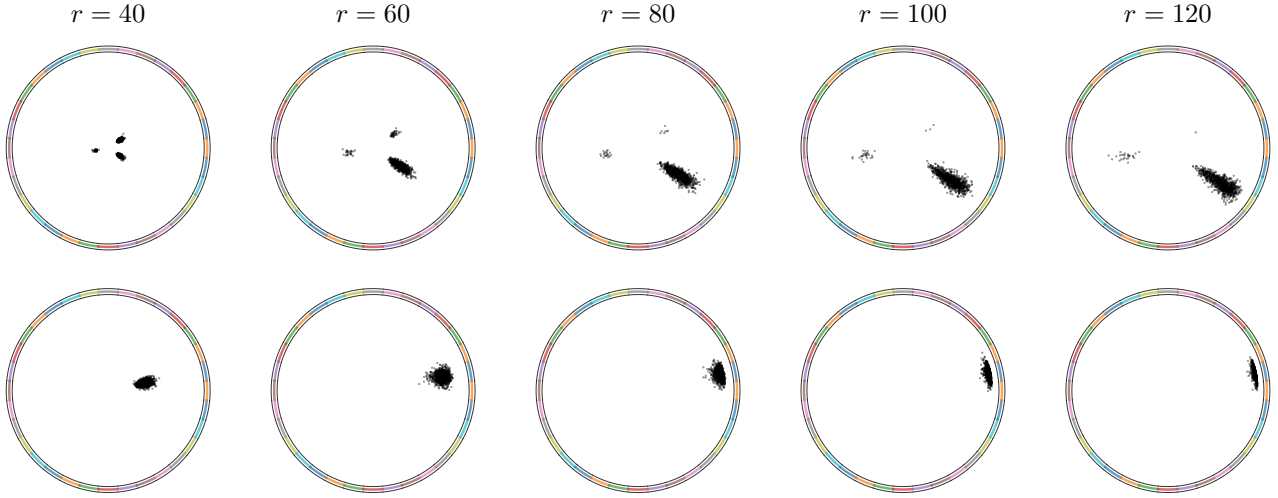 r = 40 r = 60 r = 80 r = 100 r = 120